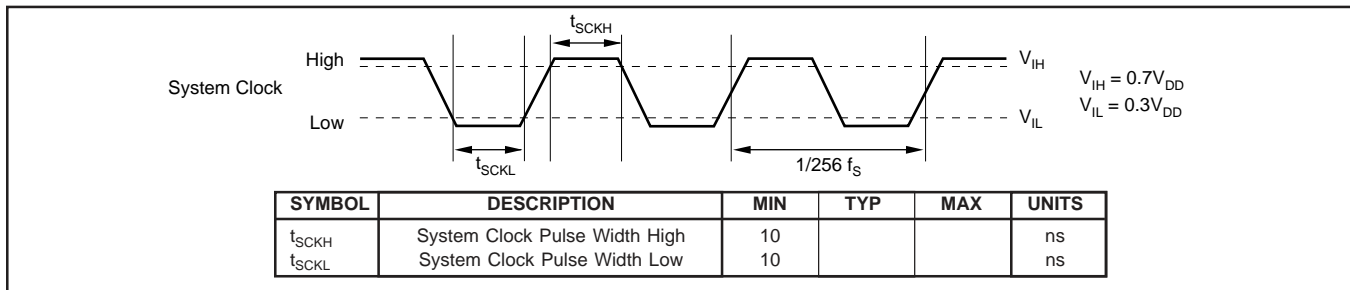 tSCKH
High
VIH
VIH = 0.7VDD
System Clock
VIL = 0.3VDD
Low
VIL
tSCKL
1/256 fS
SYMBOL DESCRIPTION MIN TYP MAX UNITS
tSCKH System Clock Pulse Width High 10 ns
tSCKL System Clock Pulse Width Low 10 ns